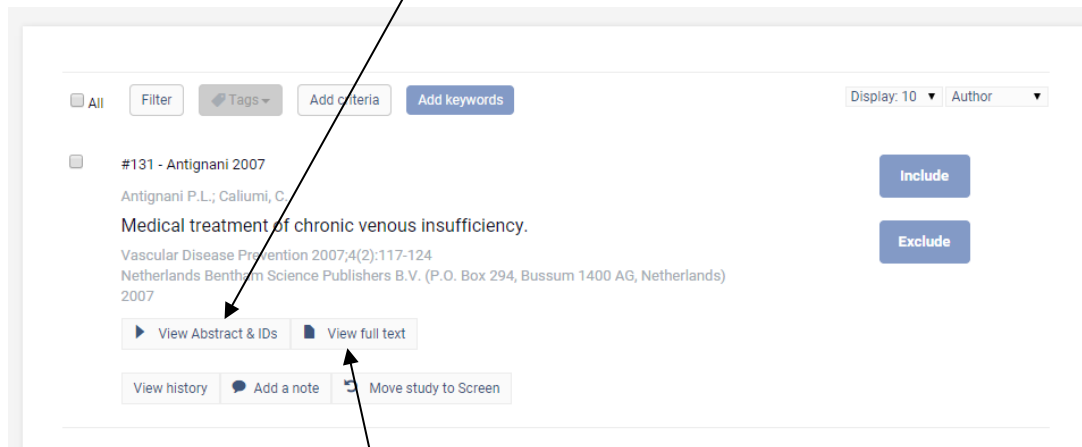 All Filter Tags Add criteria Add keywords Display: 10 Author
#131 - Antignani 2007
Include
Antignani P.L.; Caliumi, C.
Medical treatment of chronic venous insufficiency.
Exclude
Vascular Disease Prevention 2007;4(2):117-124
Netherlands Bentham Science Publishers B.V. (P.O. Box 294, Bussum 1400 AG, Netherlands)
2007
View Abstract & IDs View full text
View history Add a note Move study to Screen